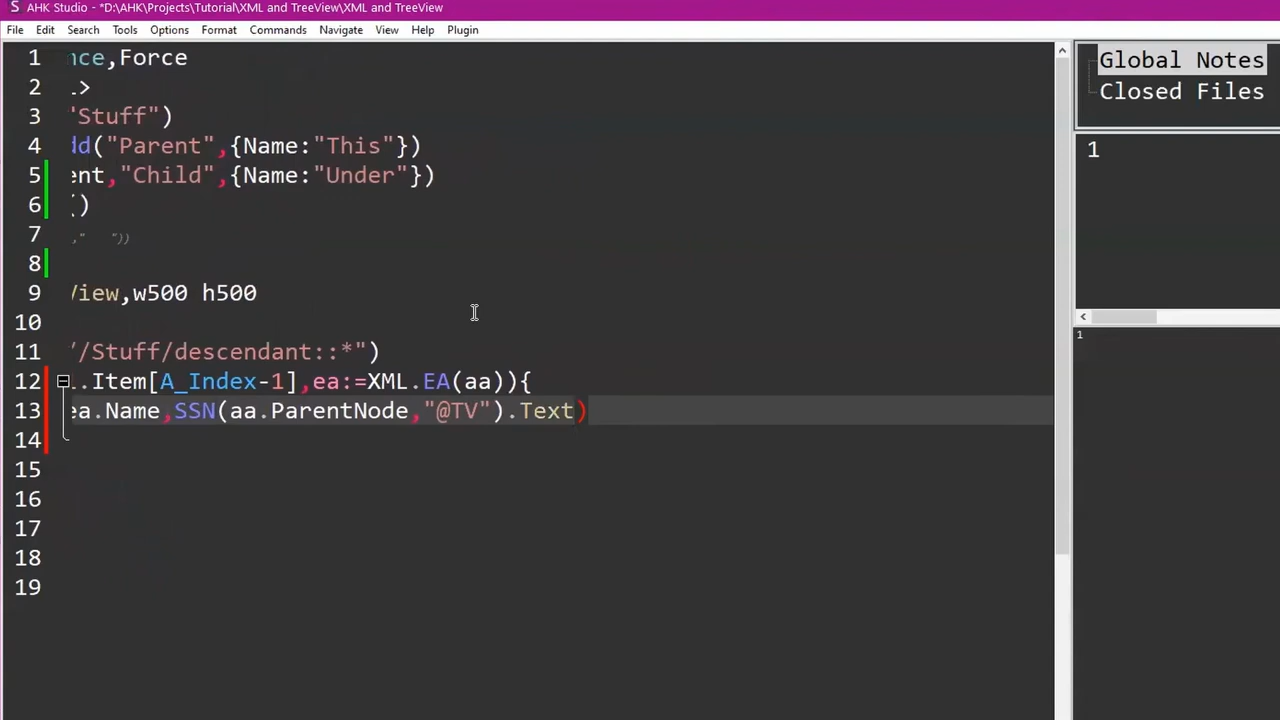 S AHK Studio - *D:\AHK\Projects\Tutorial\XML and TreeView\XML and TreeView
File Edit Search Tools Options Format Commands Navigate View Help Plugin
1 nce,Force
2 >
3 "Stuff")
4 dd("Parent",{Name:"This"})
5 ent,"Child",{Name:"Under"})
6 ()
7 ," "))
8
9 View,w500 h500
10
11 "//Stuff/descendant::*")
12 .Item[A_Index-1],ea:=XML.EA(aa)){
13 ea.Name,SSN(aa.ParentNode,"@TV").Text)
14
15
16
17
18
19
Global Notes
Closed Files
1
1